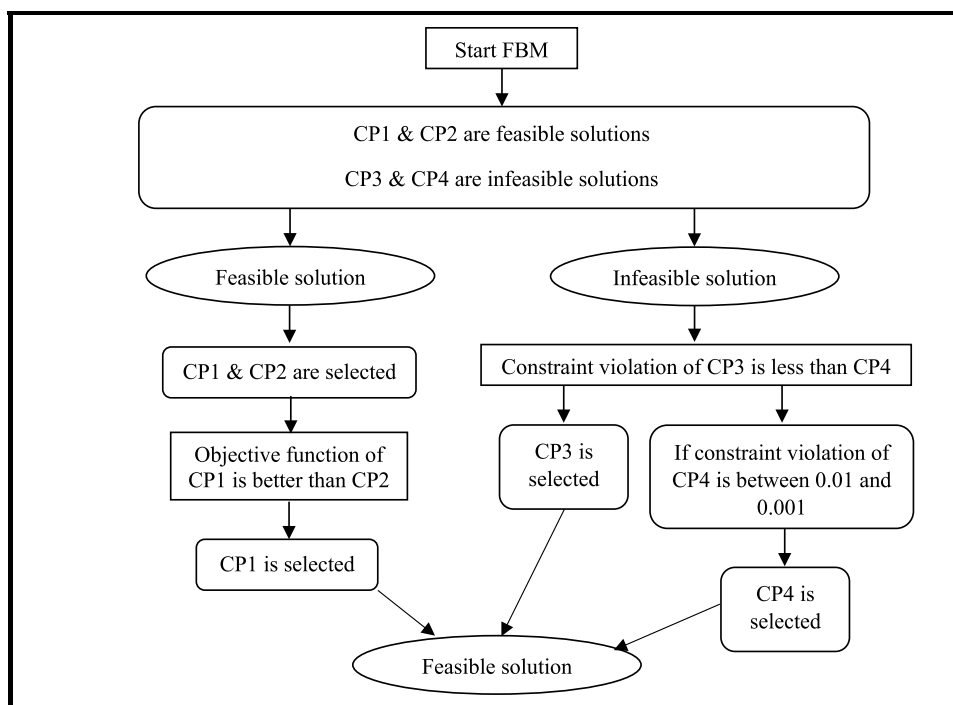 Start FBM
CP1 & CP2 are feasible solutions
CP3 & CP4 are infeasible solutions
Feasible solution
Infeasible solution
CP1 & CP2 are selected
Constraint violation of CP3 is less than CP4
Objective function of
CP1 is better than CP2
CP3 is
selected
If constraint violation of
CP4 is between 0.01 and
0.001
CP1 is selected
CP4 is
selected
Feasible solution